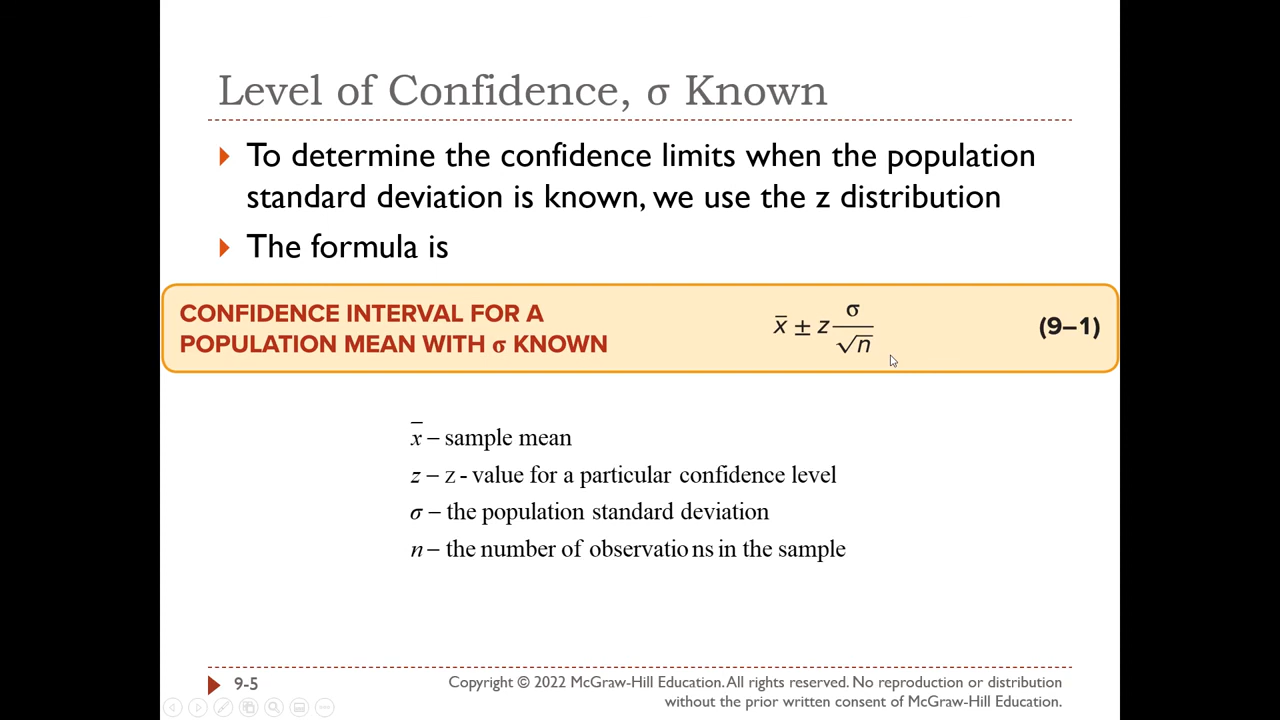 Level of Confidence, σ Known
To determine the confidence limits when the population
standard deviation is known, we use the z distribution
The formula is
CONFIDENCE INTERVAL FOR A
POPULATION MEAN WITH σ KNOWN
x̄ ± z σ/√n
(9–1)
x̄ – sample mean
z – z - value for a particular confidence level
σ – the population standard deviation
n – the number of observatio ns in the sample
9-5
Copyright © 2022 McGraw-Hill Education. All rights reserved. No reproduction or distribution
without the prior written consent of McGraw-Hill Education.